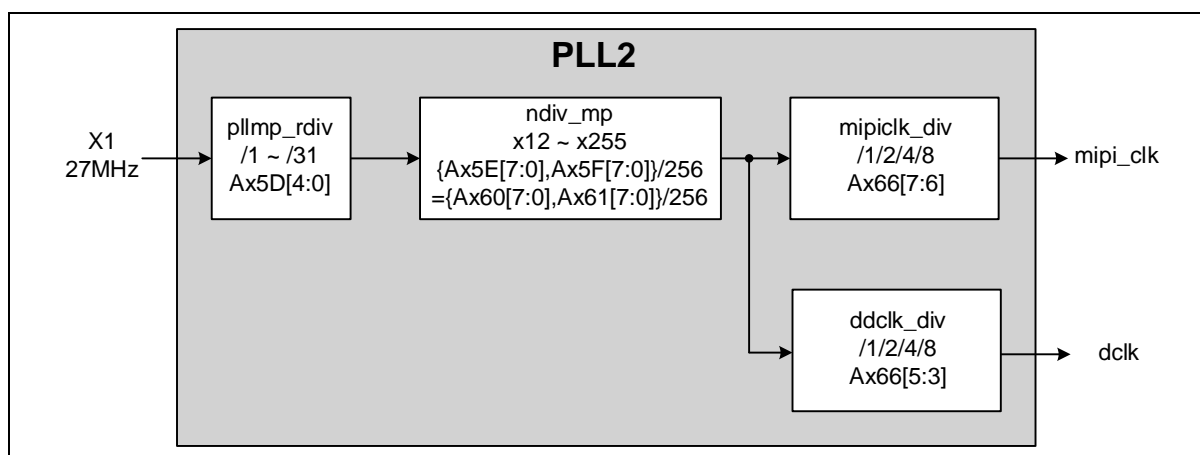 PLL2
X1
27MHz
pllmp_rdiv
/1 ~ /31
Ax5D[4:0]
ndiv_mp
x12 ~ x255
{Ax5E[7:0],Ax5F[7:0]}/256
={Ax60[7:0],Ax61[7:0]}/256
mipiclk_div
/1/2/4/8
Ax66[7:6]
mipi_clk
ddclk_div
/1/2/4/8
Ax66[5:3]
dclk